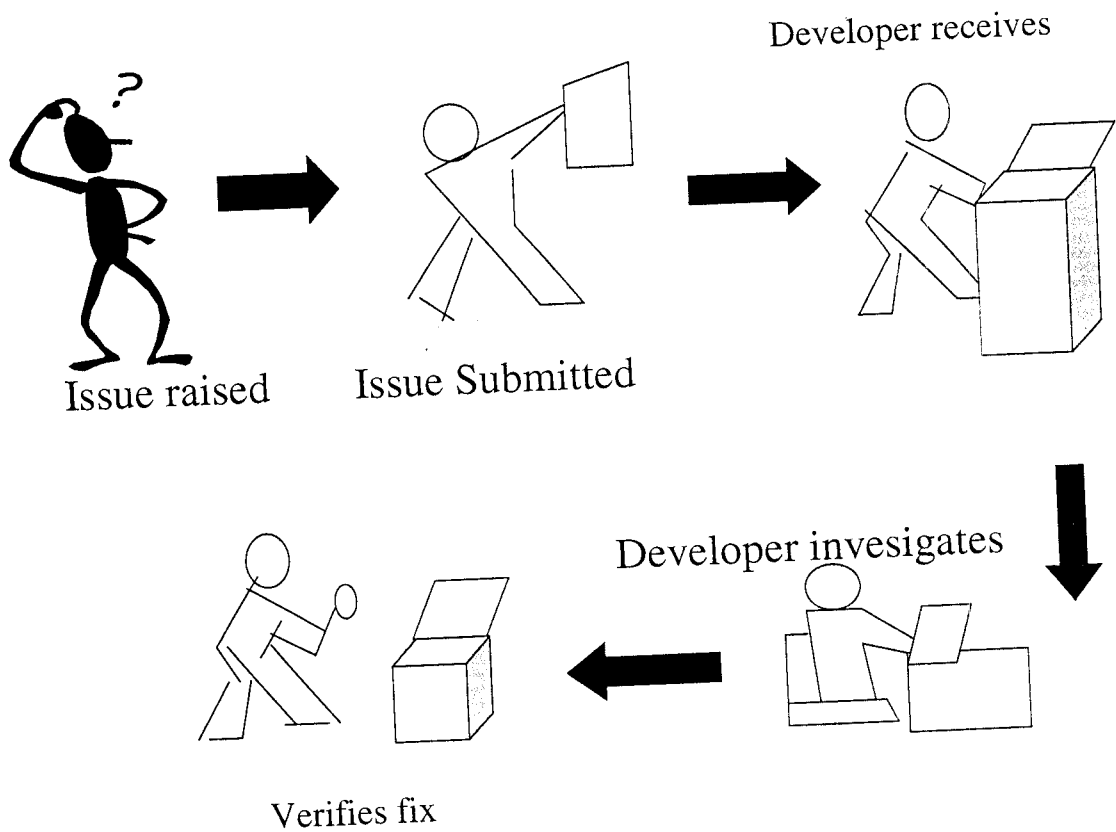 Developer receives
?
Issue raised
Issue Submitted
Developer invesigates
Verifies fix